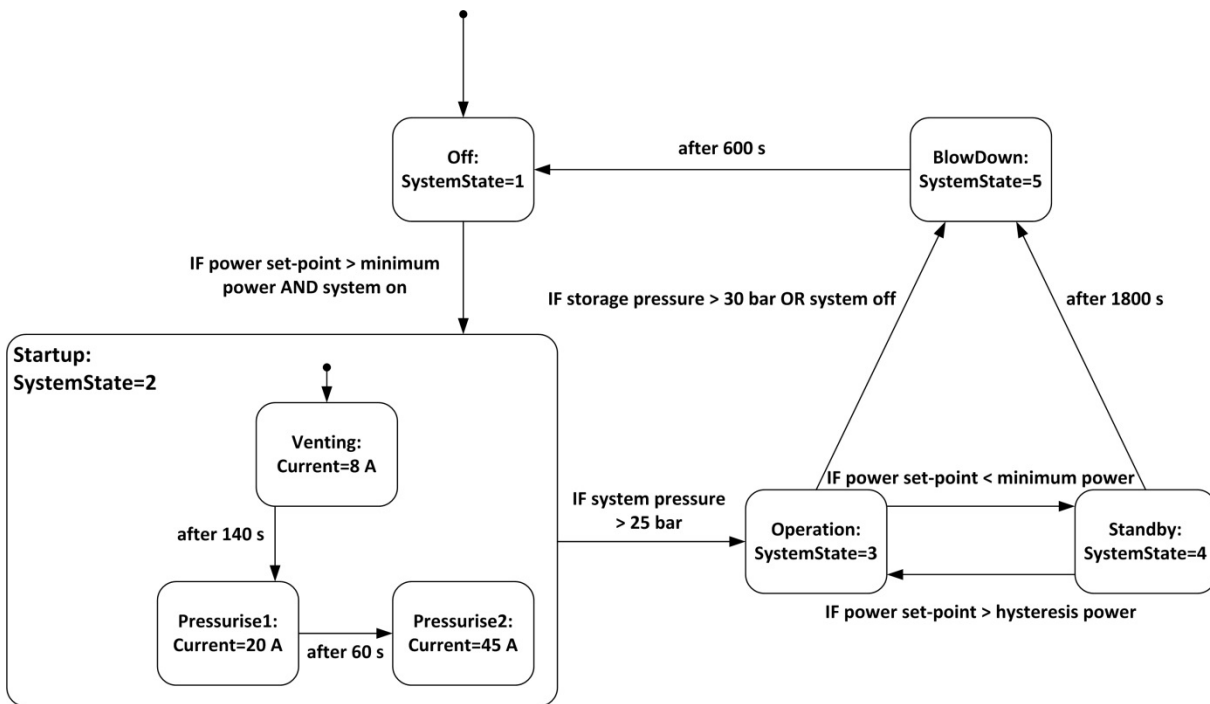 Off:
SystemState=1
after 600 s
BlowDown:
SystemState=5
IF power set-point > minimum
power AND system on
IF storage pressure > 30 bar OR system off
after 1800 s
Startup:
SystemState=2
Venting:
Current=8 A
after 140 s
Pressurise1:
Current=20 A
after 60 s
Pressurise2:
Current=45 A
IF system pressure
> 25 bar
IF power set-point < minimum power
Operation:
SystemState=3
Standby:
SystemState=4
IF power set-point > hysteresis power